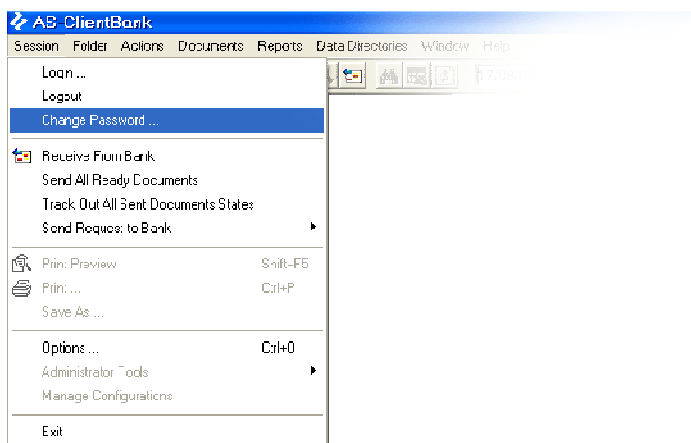 AS ClientBank
Session Folder Actions Documents Reports Data Directories Window Help
Login ...
Logout
Change Password ...
Receive From Bank
Send All Ready Documents
Track Out All Sent Documents States
Send Request to Bank
Print Preview Shift+F5
Print ... Ctrl+P
Save As ...
Options ... Ctrl+O
Administrator Tools
Manage Configurations
Exit